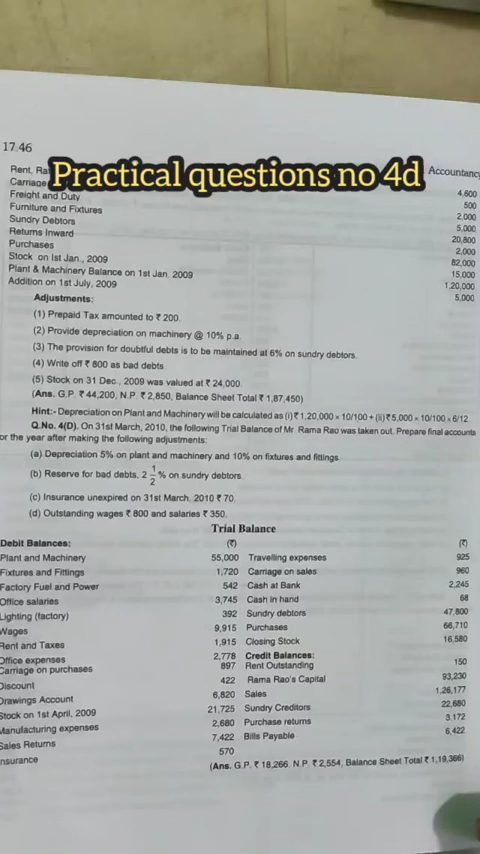 17.46
Practical questions no 4d
Accountancy
Rent, Ra 4,600
Carriage 500
Freight and Duty 2,000
Furniture and Fixtures 5,000
Sundry Debtors 20,800
Returns Inward 2,000
Purchases 82,000
Stock on Ist Jan., 2009 15,000
Plant & Machinery Balance on 1st Jan. 2009 1,20,000
Addition on 1st July, 2009 5,000
Adjustments:
(1) Prepaid Tax amounted to ₹ 200.
(2) Provide depreciation on machinery @ 10% p.a.
(3) The provision for doubtful debts is to be maintained at 6% on sundry debtors.
(4) Write off ₹ 800 as bad debts
(5) Stock on 31 Dec., 2009 was valued at ₹ 24,000.
(Ans. G.P. ₹ 44,200, N.P. ₹ 2,850, Balance Sheet Total ₹ 1,87,450)
Hint:- Depreciation on Plant and Machinery will be calculated as (i) ₹ 1,20,000 × 10/100 + (ii) ₹ 5,000 × 10/100 × 6/12.
Q.No. 4(D). On 31st March, 2010, the following Trial Balance of Mr. Rama Rao was taken out. Prepare final accounts
or the year after making the following adjustments:
(a) Depreciation 5% on plant and machinery and 10% on fixtures and fittings.
(b) Reserve for bad debts, 2 1/2 % on sundry debtors.
(c) Insurance unexpired on 31st March, 2010 ₹ 70.
(d) Outstanding wages ₹ 800 and salaries ₹ 350.
Trial Balance
Debit Balances: (₹) (₹)
Plant and Machinery 55,000 Travelling expenses 925
Fixtures and Fittings 1,720 Carriage on sales 960
Factory Fuel and Power 542 Cash at Bank 2,245
Office salaries 3,745 Cash in hand 68
Lighting (factory) 392 Sundry debtors 47,800
Wages 9,915 Purchases 66,710
Rent and Taxes 1,915 Closing Stock 16,580
Office expenses 2,778 Credit Balances:
Carriage on purchases 897 Rent Outstanding 150
Discount 422 Rama Rao's Capital 93,230
Drawings Account 6,820 Sales 1,26,177
Stock on 1st April, 2009 21,725 Sundry Creditors 22,680
Manufacturing expenses 2,680 Purchase returns 3,172
Sales Returns 7,422 Bills Payable 6,422
nsurance 570
(Ans. G.P. ₹ 18,266. N.P. ₹ 2,554, Balance Sheet Total ₹ 1,19,366)